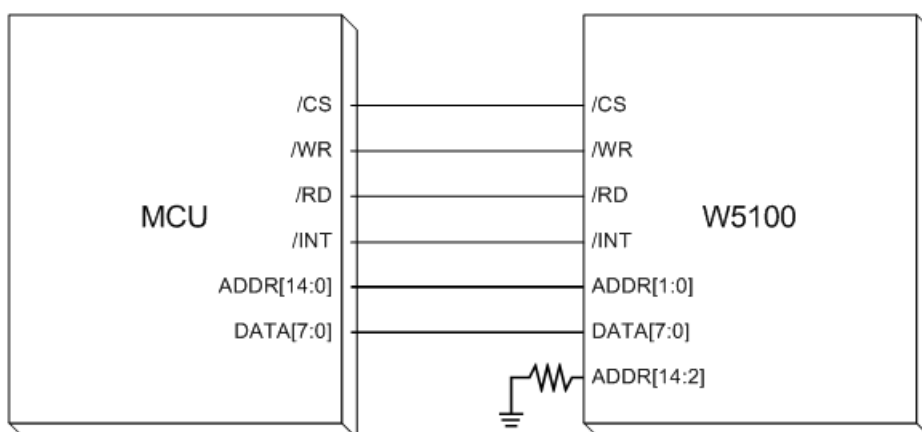 /CS
/WR
/RD
/INT
ADDR[14:0]
DATA[7:0]
MCU
/CS
/WR
/RD
/INT
ADDR[1:0]
DATA[7:0]
ADDR[14:2]
W5100